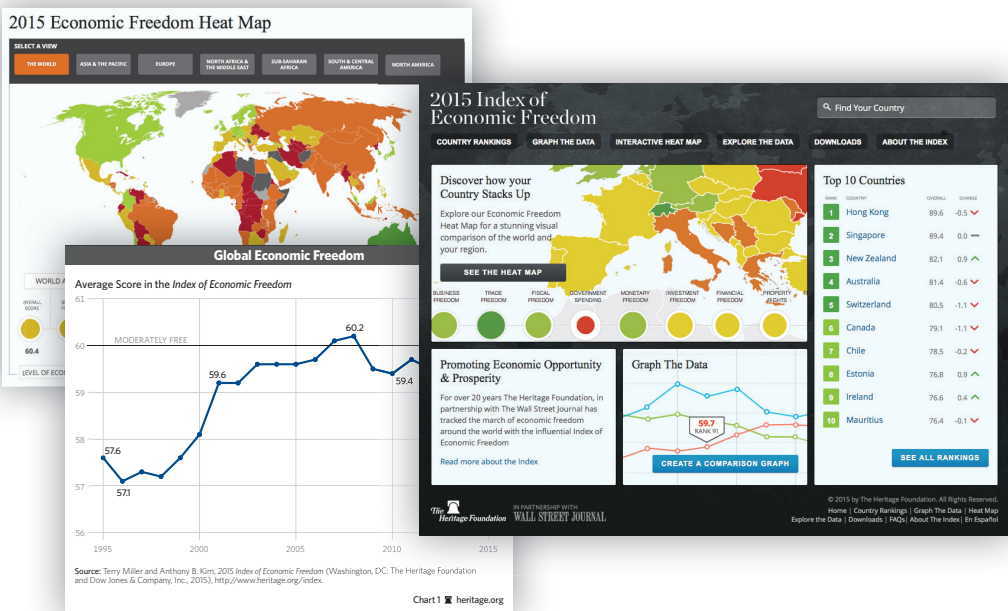 2015 Economic Freedom Heat Map
SELECT A VIEW
THE WORLD
ASIA & THE PACIFIC
EUROPE
NORTH AFRICA &
THE MIDDLE EAST
SUB-SAHARAN
AFRICA
SOUTH & CENTRAL
AMERICA
NORTH AMERICA
WORLD A
OVERALL
SCORE
60.4
LEVEL OF ECO
Global Economic Freedom
Average Score in the Index of Economic Freedom
61
60
59
58
57
56
MODERATELY FREE
57.6
57.1
59.6
60.2
59.4
1995
2000
2005
2010
2015
Source: Terry Miller and Anthony B. Kim, 2015 Index of Economic Freedom (Washington, DC: The Heritage Foundation
and Dow Jones & Company, Inc., 2015), http://www.heritage.org/index.
Chart 1 heritage.org
2015 Index of
Economic Freedom
Find Your Country
COUNTRY RANKINGS
GRAPH THE DATA
INTERACTIVE HEAT MAP
EXPLORE THE DATA
DOWNLOADS
ABOUT THE INDEX
Discover how your
Country Stacks Up
Explore our Economic Freedom
Heat Map for a stunning visual
comparison of the world and
your region.
SEE THE HEAT MAP
BUSINESS
FREEDOM
TRADE
FREEDOM
FISCAL
FREEDOM
GOVERNMENT
SPENDING
MONETARY
FREEDOM
INVESTMENT
FREEDOM
FINANCIAL
FREEDOM
PROPERTY
RIGHTS
Promoting Economic Opportunity
& Prosperity
For over 20 years The Heritage Foundation, in
partnership with The Wall Street Journal has
tracked the march of economic freedom
around the world with the influential Index of
Economic Freedom
Read more about the Index
Graph The Data
59.7
RANK 91
CREATE A COMPARISON GRAPH
Top 10 Countries
RANK COUNTRY OVERALL CHANGE
1 Hong Kong 89.6 -0.5
2 Singapore 89.4 0.0
3 New Zealand 82.1 0.9
4 Australia 81.4 -0.6
5 Switzerland 80.5 -1.1
6 Canada 79.1 -1.1
7 Chile 78.5 -0.2
8 Estonia 76.8 0.9
9 Ireland 76.6 0.4
10 Mauritius 76.4 -0.1
SEE ALL RANKINGS
The Heritage Foundation
IN PARTNERSHIP WITH
WALL STREET JOURNAL
© 2015 by The Heritage Foundation. All Rights Reserved.
Home | Country Rankings | Graph The Data | Heat Map
Explore the Data | Downloads | FAQs| About The Index| En Español